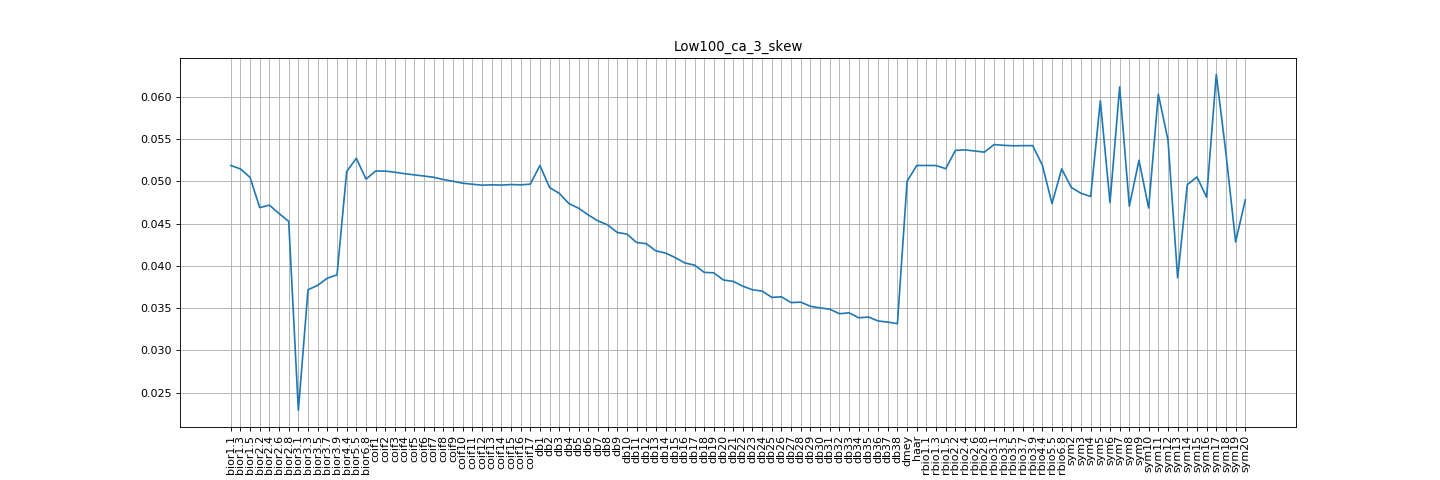 Low100_ca_3_skew
0.060
0.055
0.050
0.045
0.040
0.035
0.030
0.025
bior1.1
bior1.3
bior1.5
bior2.2
bior2.4
bior2.6
bior2.8
bior3.1
bior3.3
bior3.5
bior3.7
bior3.9
bior4.4
bior5.5
bior6.8
coif1
coif2
coif3
coif4
coif5
coif6
coif7
coif8
coif9
coif10
coif11
coif12
coif13
coif14
coif15
coif16
coif17
db1
db2
db3
db4
db5
db6
db7
db8
db9
db10
db11
db12
db13
db14
db15
db16
db17
db18
db19
db20
db21
db22
db23
db24
db25
db26
db27
db28
db29
db30
db31
db32
db33
db34
db35
db36
db37
db38
dmey
haar
rbio1.1
rbio1.3
rbio1.5
rbio2.2
rbio2.4
rbio2.6
rbio2.8
rbio3.1
rbio3.3
rbio3.5
rbio3.7
rbio3.9
rbio4.4
rbio5.5
rbio6.8
sym2
sym3
sym4
sym5
sym6
sym7
sym8
sym9
sym10
sym11
sym12
sym13
sym14
sym15
sym16
sym17
sym18
sym19
sym20